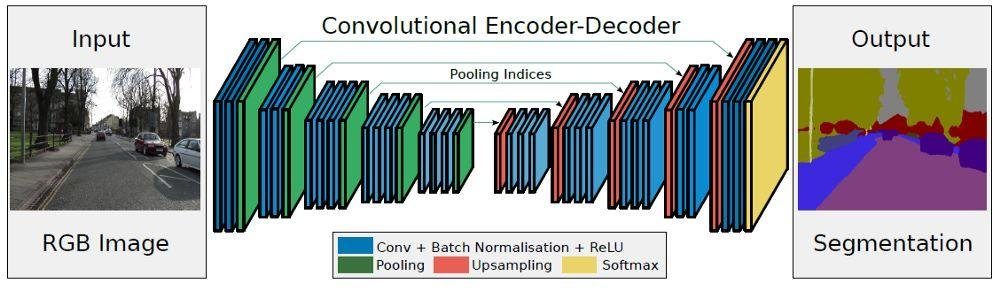 Input
RGB Image
Convolutional Encoder-Decoder
Pooling Indices
Conv + Batch Normalisation + ReLU
Pooling
Upsampling
Softmax
Output
Segmentation